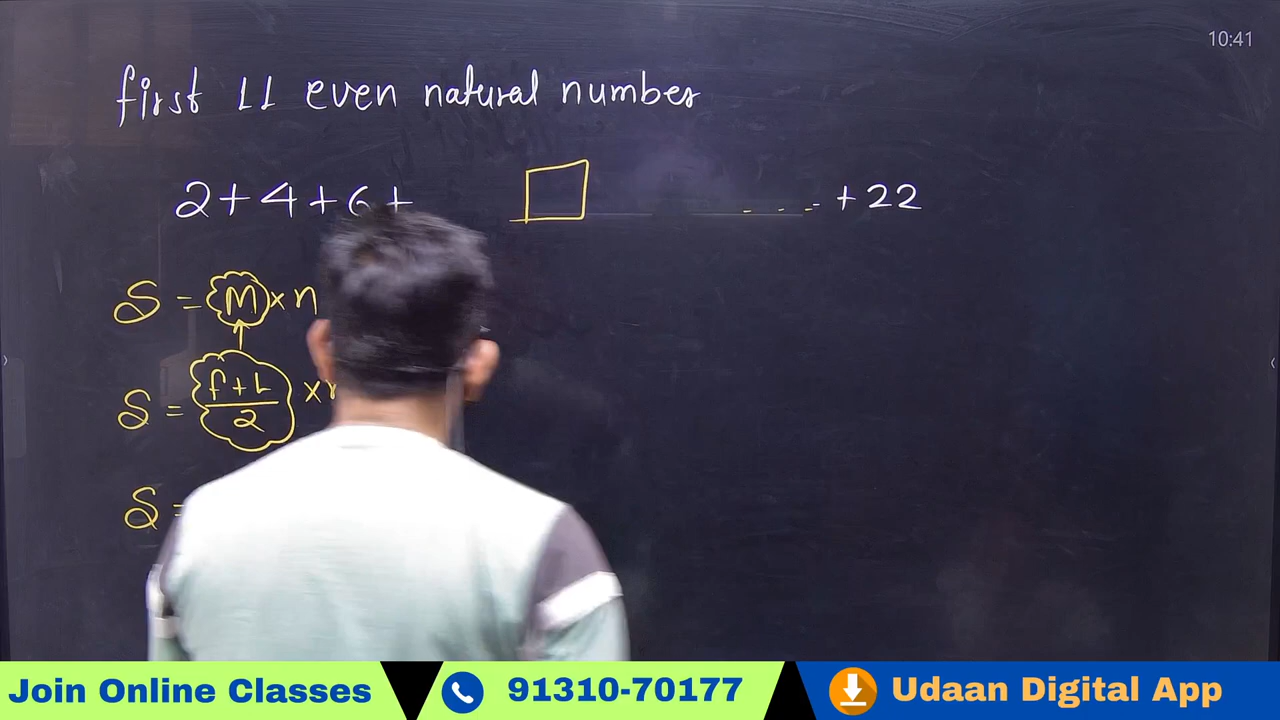 10:41
first 11 even natural number
2+4+6+ □ ----- +22
S = M × n
S = f+L/2 ×
S =
Join Online Classes
91310-70177
Udaan Digital App